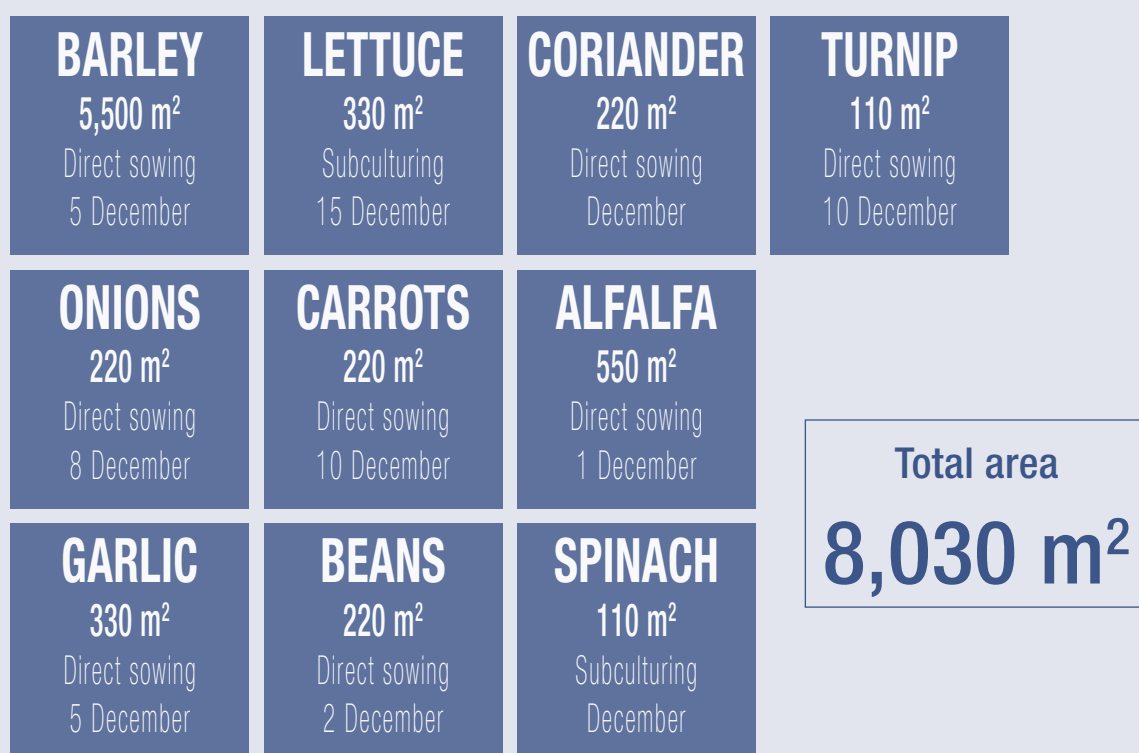 BARLEY
5,500 m²
Direct sowing
5 December
LETTUCE
330 m²
Subculturing
15 December
CORIANDER
220 m²
Direct sowing
December
TURNIP
110 m²
Direct sowing
10 December
ONIONS
220 m²
Direct sowing
8 December
CARROTS
220 m²
Direct sowing
10 December
ALFALFA
550 m²
Direct sowing
1 December
GARLIC
330 m²
Direct sowing
5 December
BEANS
220 m²
Direct sowing
2 December
SPINACH
110 m²
Subculturing
December
Total area
8,030 m²